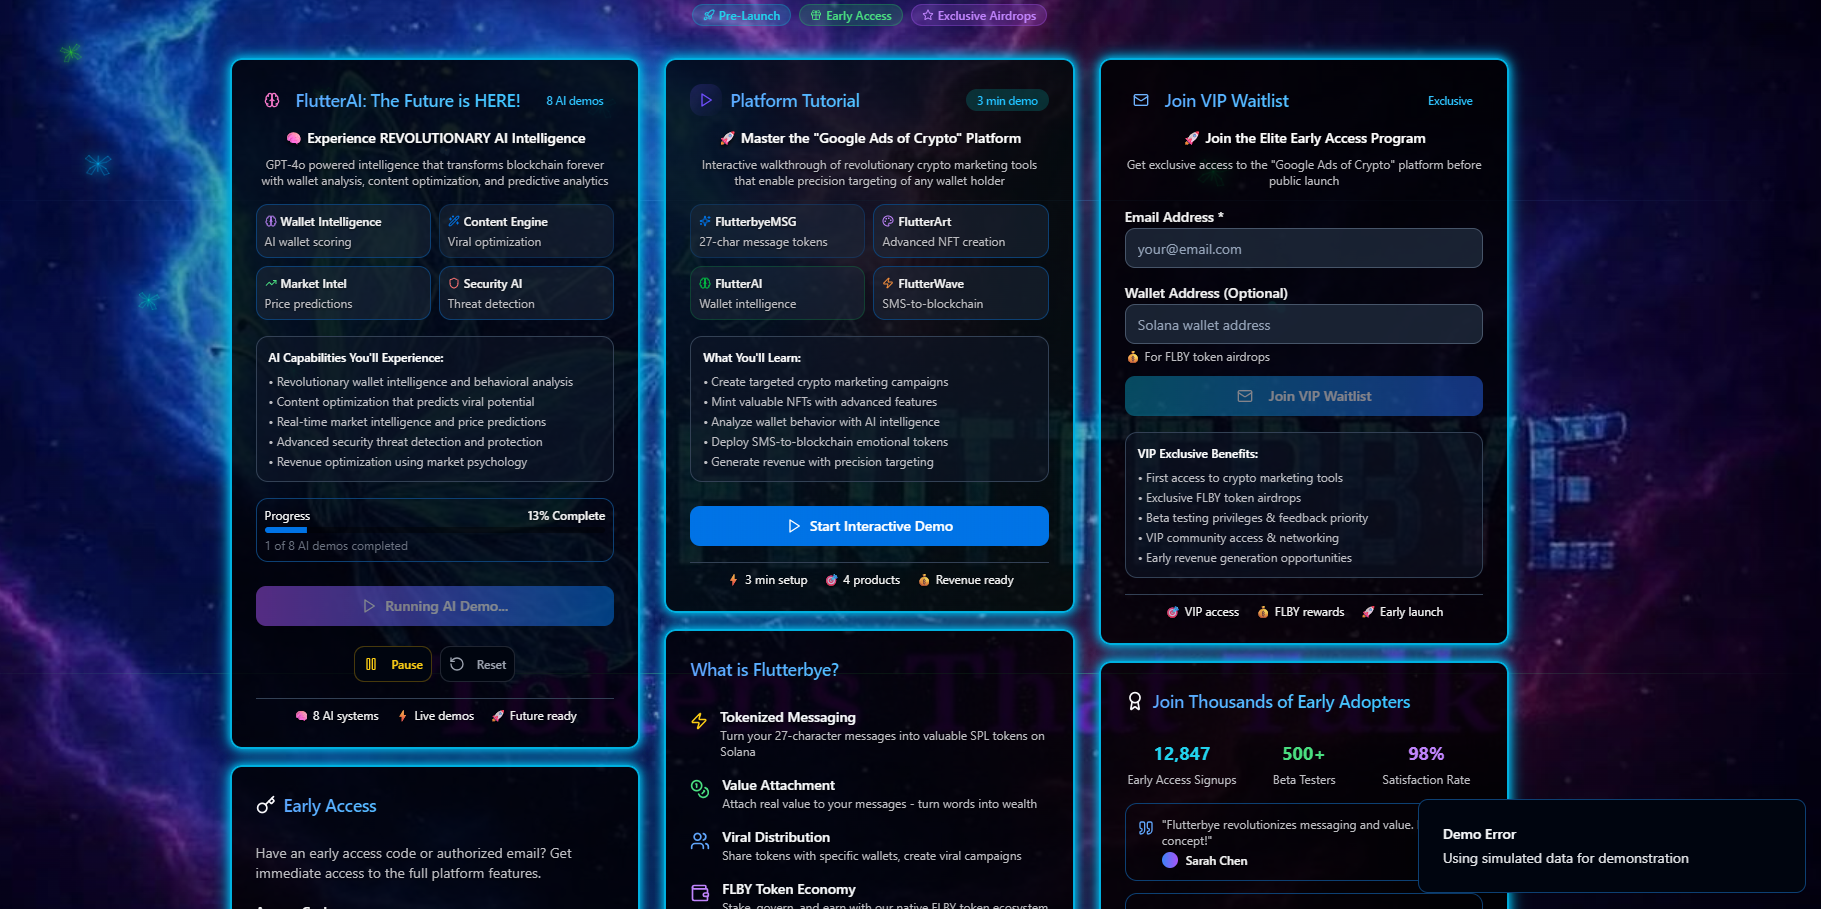 Pre-Launch
Early Access
Exclusive Airdrops
FlutterAI: The Future is HERE!
8 AI demos
🧠 Experience REVOLUTIONARY AI Intelligence
GPT-4o powered intelligence that transforms blockchain forever
with wallet analysis, content optimization, and predictive analytics
Wallet Intelligence
AI wallet scoring
Content Engine
Viral optimization
Market Intel
Price predictions
Security AI
Threat detection
AI Capabilities You'll Experience:
• Revolutionary wallet intelligence and behavioral analysis
• Content optimization that predicts viral potential
• Real-time market intelligence and price predictions
• Advanced security threat detection and protection
• Revenue optimization using market psychology
Progress
13% Complete
1 of 8 AI demos completed
Running AI Demo...
Pause
Reset
🧠 8 AI systems
⚡ Live demos
🚀 Future ready
Early Access
Have an early access code or authorized email? Get
immediate access to the full platform features.
Platform Tutorial
3 min demo
🚀 Master the "Google Ads of Crypto" Platform
Interactive walkthrough of revolutionary crypto marketing tools
that enable precision targeting of any wallet holder
FlutterbyeMSG
27-char message tokens
FlutterArt
Advanced NFT creation
FlutterAI
Wallet intelligence
FlutterWave
SMS-to-blockchain
What You'll Learn:
• Create targeted crypto marketing campaigns
• Mint valuable NFTs with advanced features
• Analyze wallet behavior with AI intelligence
• Deploy SMS-to-blockchain emotional tokens
• Generate revenue with precision targeting
Start Interactive Demo
⚡ 3 min setup
🎯 4 products
💰 Revenue ready
What is Flutterbye?
Tokenized Messaging
Turn your 27-character messages into valuable SPL tokens on
Solana
Value Attachment
Attach real value to your messages - turn words into wealth
Viral Distribution
Share tokens with specific wallets, create viral campaigns
FLBY Token Economy
Stake, govern, and earn with our native FLBY token ecosystem
Join VIP Waitlist
Exclusive
🚀 Join the Elite Early Access Program
Get exclusive access to the "Google Ads of Crypto" platform before
public launch
Email Address *
your@email.com
Wallet Address (Optional)
Solana wallet address
💰 For FLBY token airdrops
Join VIP Waitlist
VIP Exclusive Benefits:
• First access to crypto marketing tools
• Exclusive FLBY token airdrops
• Beta testing privileges & feedback priority
• VIP community access & networking
• Early revenue generation opportunities
🎯 VIP access
💰 FLBY rewards
🚀 Early launch
Join Thousands of Early Adopters
12,847
Early Access Signups
500+
Beta Testers
98%
Satisfaction Rate
"Flutterbye revolutionizes messaging and value.
concept!"
Sarah Chen
Demo Error
Using simulated data for demonstration
FLUTTERBYE
Tokens That Talk